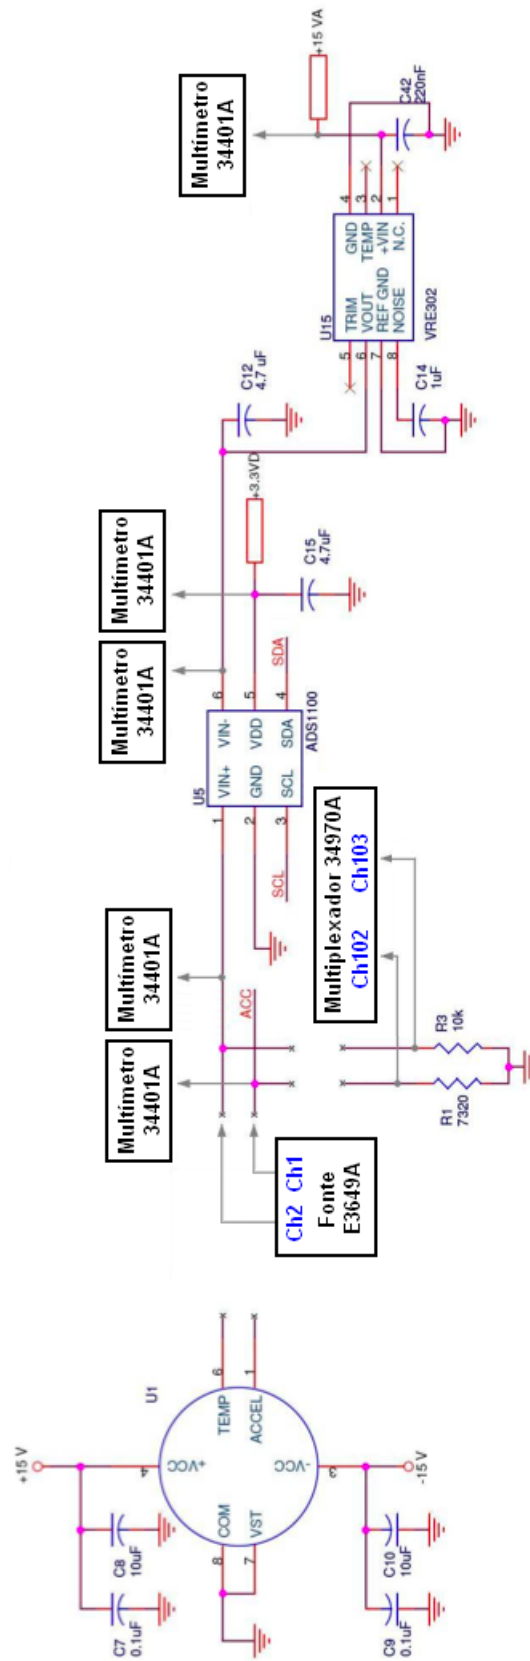 +15 V
C7
0.1uF
C8
10uF
4
+VCC
U1
8
COM
TEMP
6
7
VST
ACCEL
1
-VCC
3
C9
0.1uF
C10
10uF
-15 V
Ch2 Ch1
Fonte
E3649A
Multímetro
34401A
Multímetro
34401A
ACC
R1
7320
R3
10k
Multiplexador 34970A
Ch102 Ch103
U5
1
VIN+
VIN-
6
2
GND
VDD
5
3
SCL
SDA
4
SCL
SDA
ADS1100
Multímetro
34401A
Multímetro
34401A
+3.3VD
C15
4.7uF
C12
4.7 uF
U15
5
TRIM
GND
4
6
VOUT
TEMP
3
7
REF GND
+VIN
2
8
NOISE
N.C.
1
VRE302
C14
1uF
Multímetro
34401A
+15 VA
C42
220nF